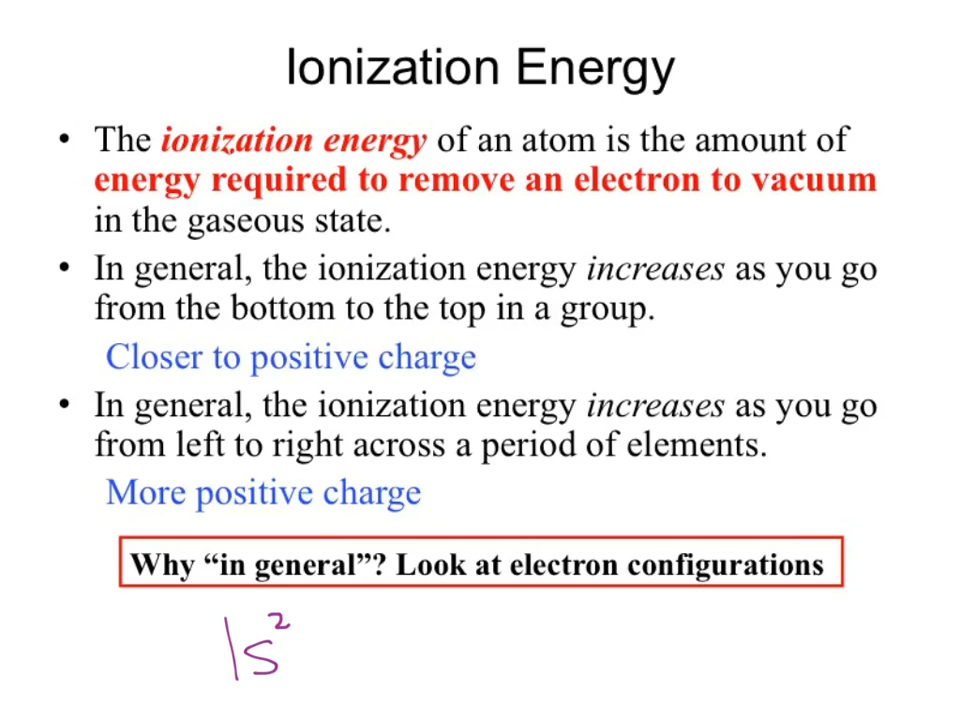 Ionization Energy
• The ionization energy of an atom is the amount of
energy required to remove an electron to vacuum
in the gaseous state.
• In general, the ionization energy increases as you go
from the bottom to the top in a group.
Closer to positive charge
• In general, the ionization energy increases as you go
from left to right across a period of elements.
More positive charge
Why “in general”? Look at electron configurations
1s²